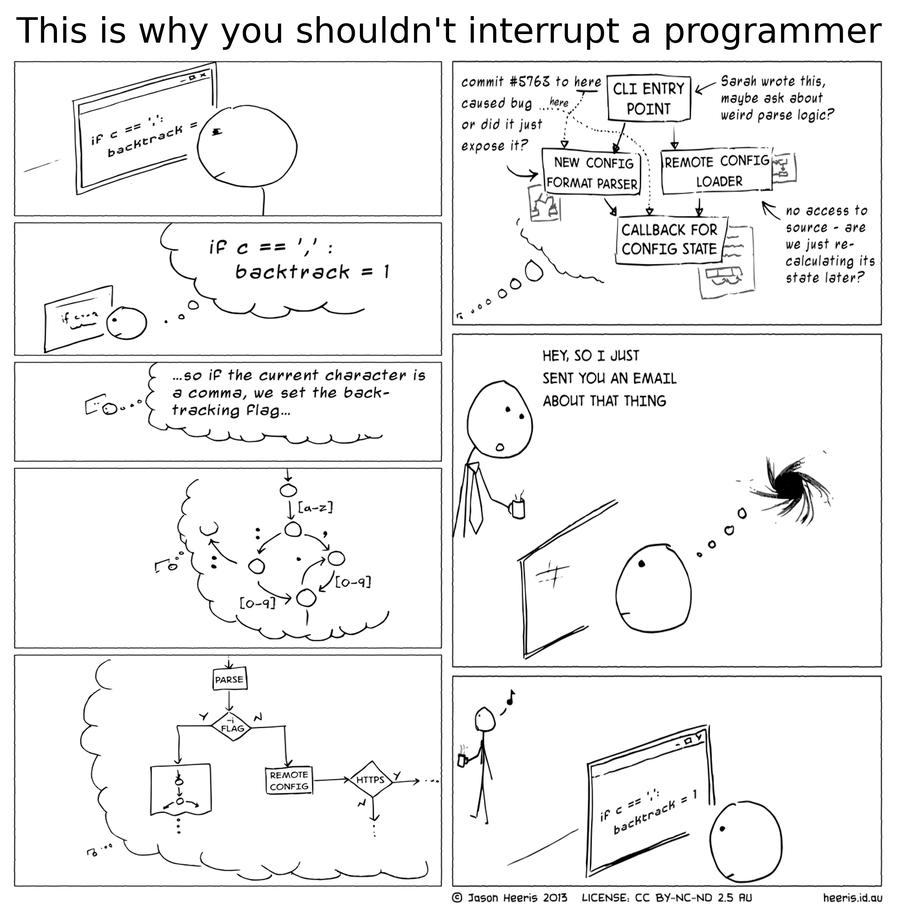 This is why you shouldn't interrupt a programmer
if c == ',':
backtrack =
if c == ',' :
backtrack = 1
...so if the current character is
a comma, we set the back-
tracking flag...
[a-z]
:
,
.
:
[0-9]
[0-9]
PARSE
-i
FLAG
Y
N
REMOTE
CONFIG
HTTPS
Y
N
commit #5763 to here
caused bug ...here
or did it just
expose it?
CLI ENTRY
POINT
Sarah wrote this,
maybe ask about
weird parse logic?
NEW CONFIG
FORMAT PARSER
REMOTE CONFIG
LOADER
CALLBACK FOR
CONFIG STATE
no access to
source - are
we just re-
calculating its
state later?
HEY, SO I JUST
SENT YOU AN EMAIL
ABOUT THAT THING
if c == ',':
backtrack = 1
© Jason Heeris 2013 LICENSE: CC BY-NC-ND 2.5 AU heeris.id.au